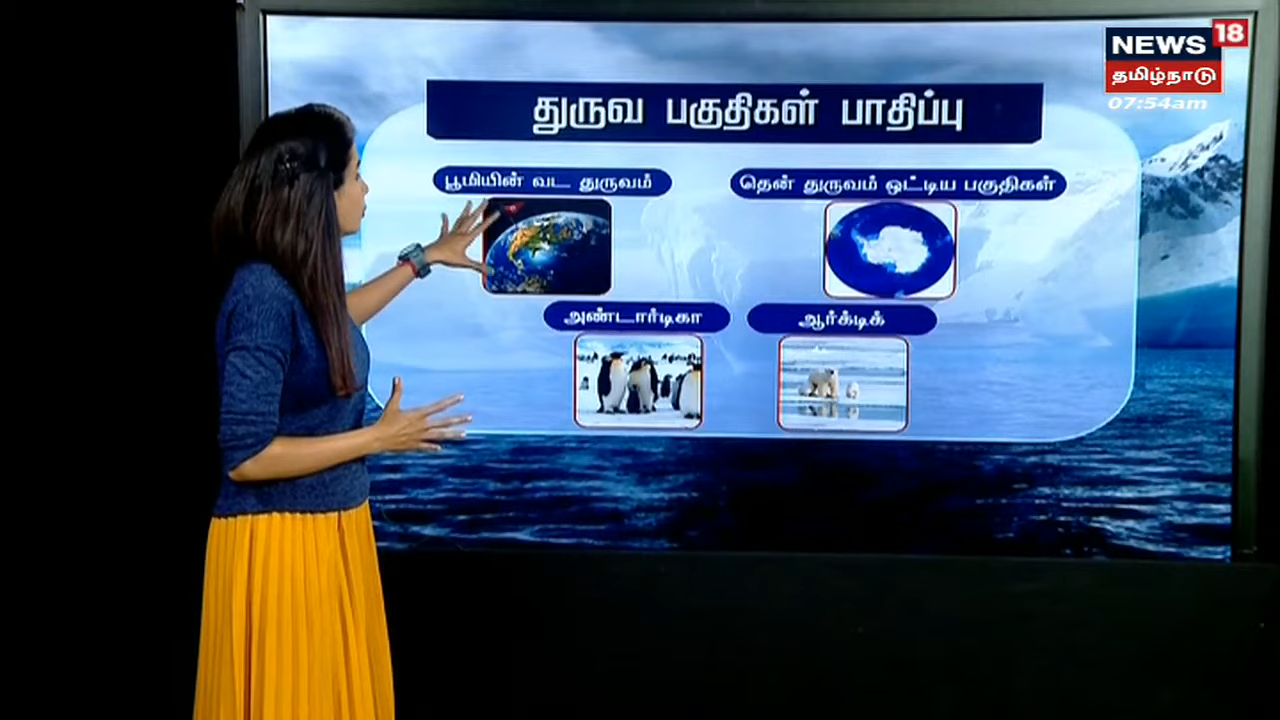 NEWS 18
தமிழ்நாடு
07:54am
துருவ பகுதிகள் பாதிப்பு
பூமியின் வட துருவம்
தென் துருவம் ஒட்டிய பகுதிகள்
அண்டார்டிகா
ஆர்க்டிக்